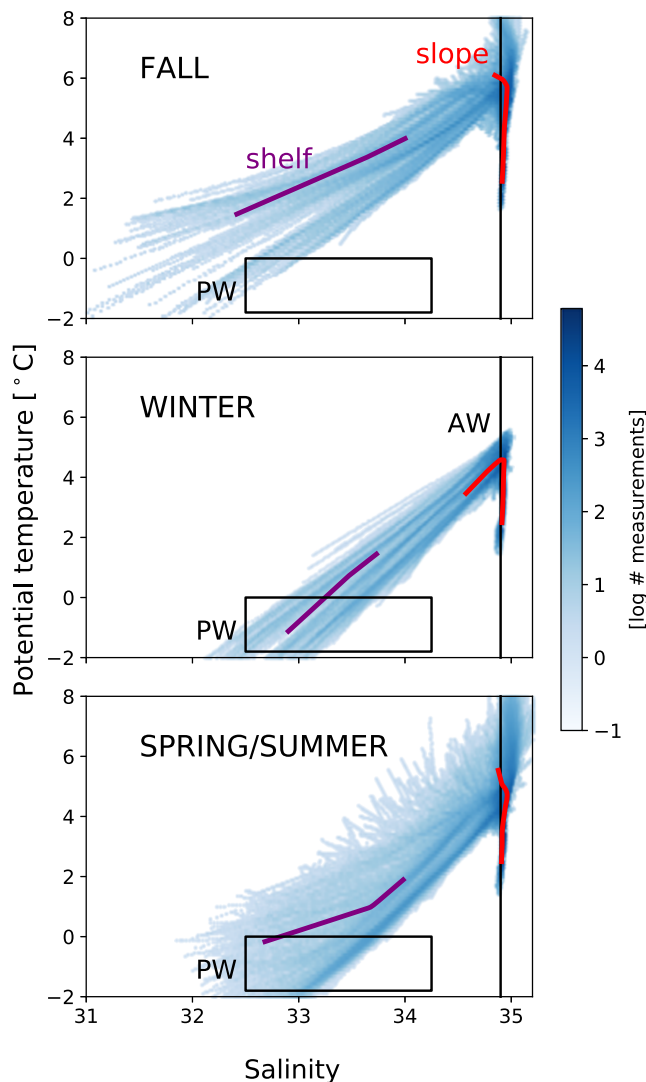 8
6
4
2
0
−2
FALL
slope
shelf
PW
8
6
4
2
0
−2
WINTER
AW
PW
8
6
4
2
0
−2
SPRING/SUMMER
PW
31
32
33
34
35
Salinity
Potential temperature [°C]
4
3
2
1
0
−1
[log # measurements]